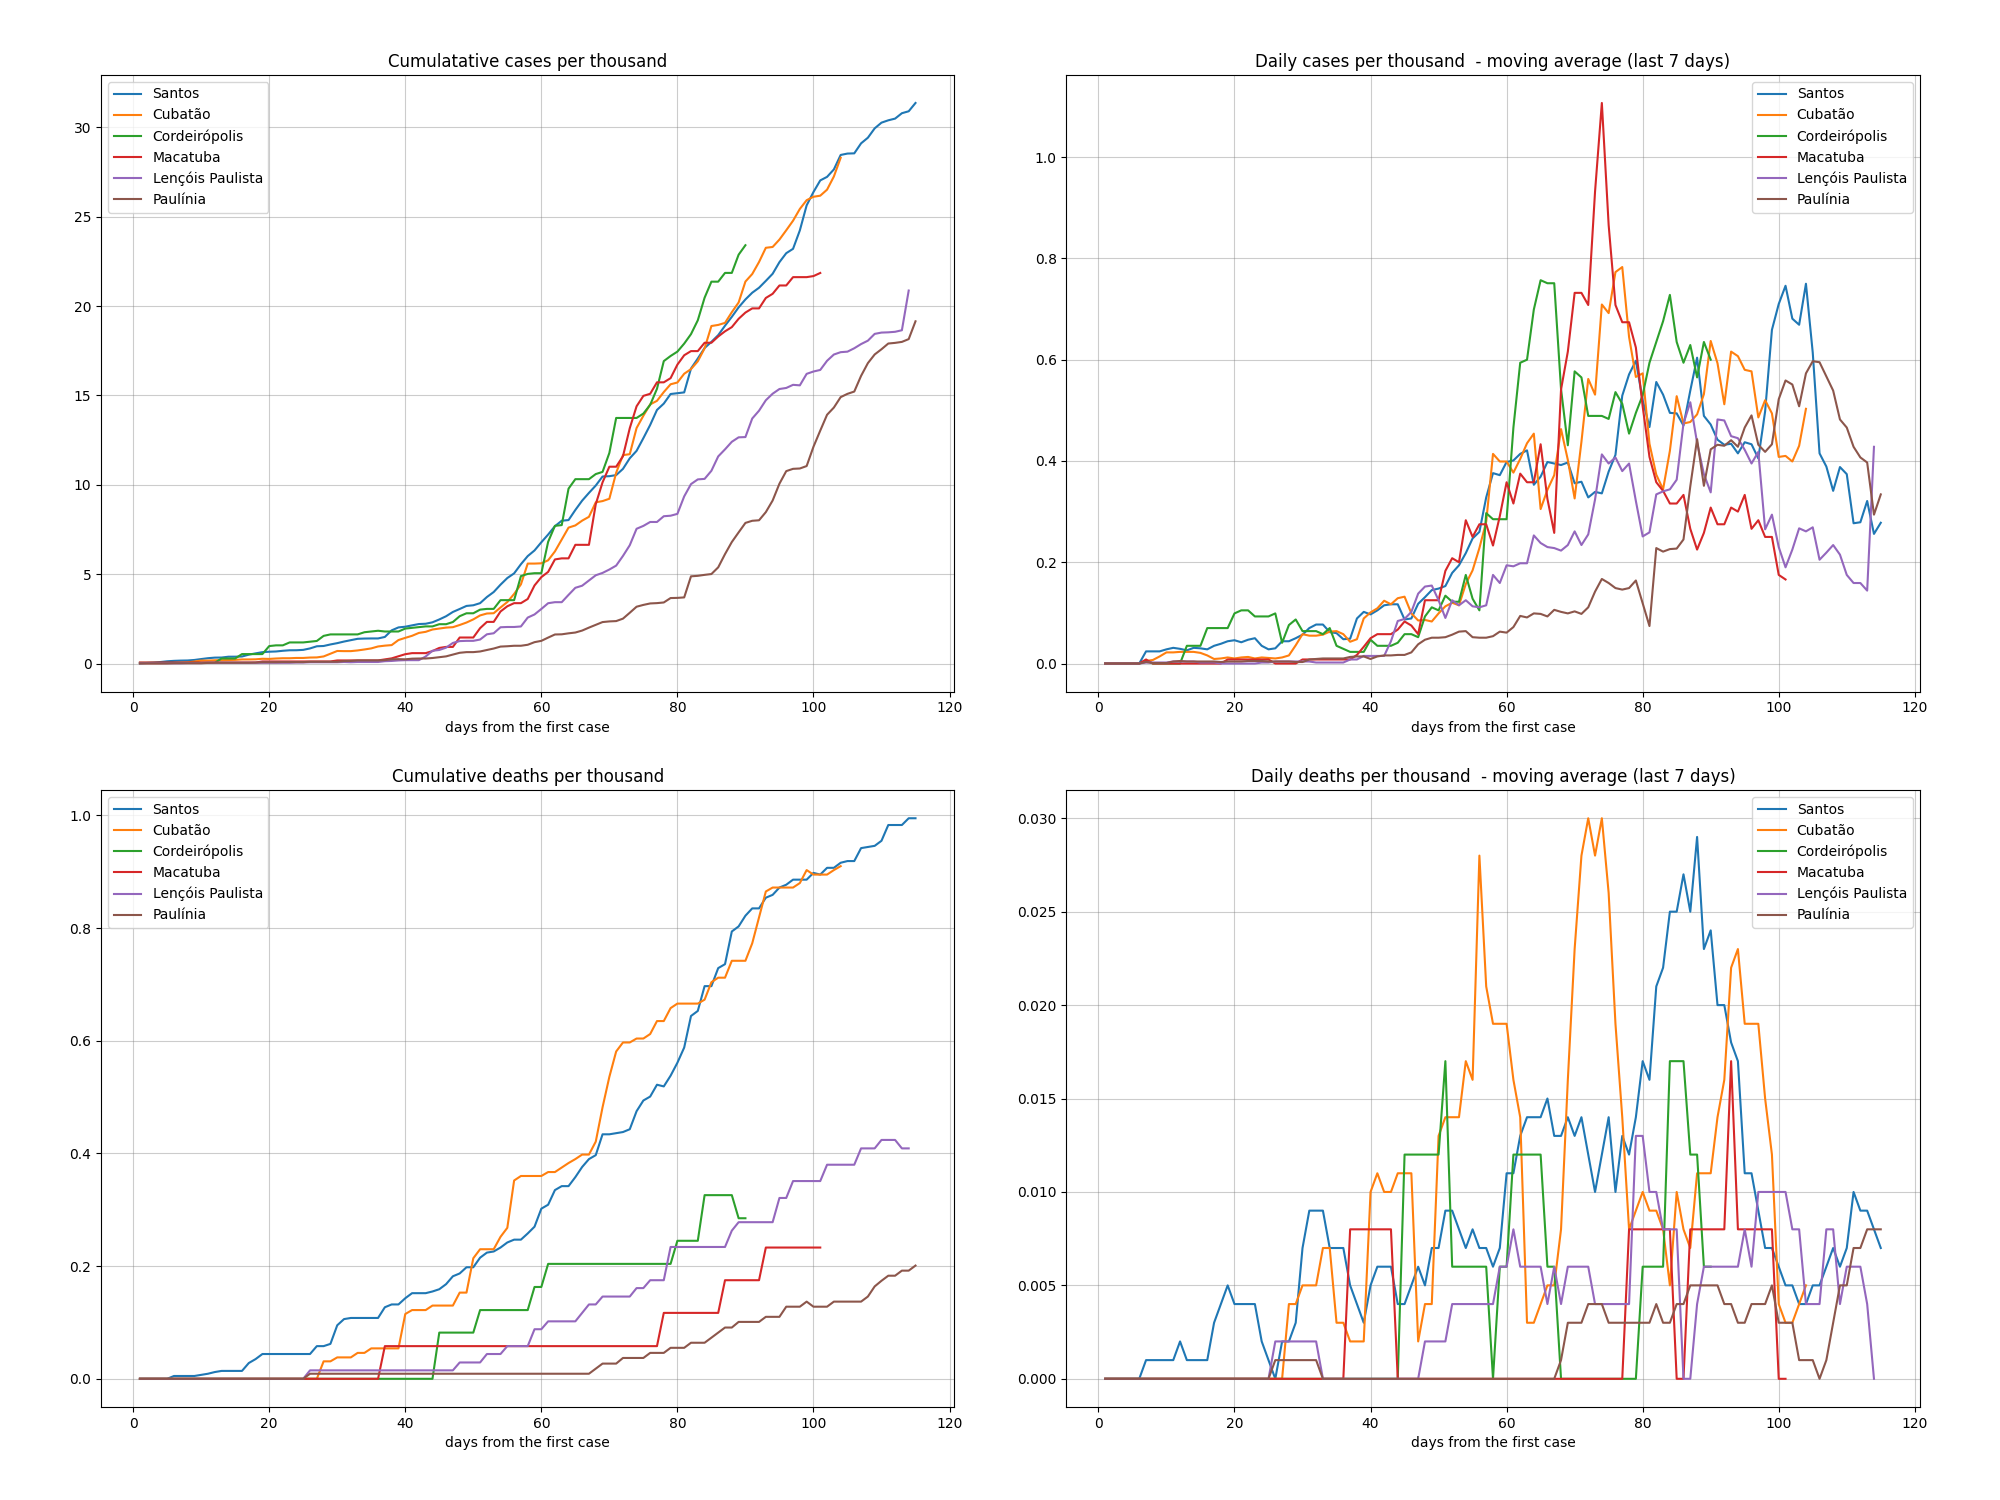 Cumulatative cases per thousand
Santos
Cubatão
Cordeirópolis
Macatuba
Lençóis Paulista
Paulínia
30
25
20
15
10
5
0
0 20 40 60 80 100 120
days from the first case
Daily cases per thousand - moving average (last 7 days)
Santos
Cubatão
Cordeirópolis
Macatuba
Lençóis Paulista
Paulínia
1.0
0.8
0.6
0.4
0.2
0.0
0 20 40 60 80 100 120
days from the first case
Cumulative deaths per thousand
Santos
Cubatão
Cordeirópolis
Macatuba
Lençóis Paulista
Paulínia
1.0
0.8
0.6
0.4
0.2
0.0
0 20 40 60 80 100 120
days from the first case
Daily deaths per thousand - moving average (last 7 days)
Santos
Cubatão
Cordeirópolis
Macatuba
Lençóis Paulista
Paulínia
0.030
0.025
0.020
0.015
0.010
0.005
0.000
0 20 40 60 80 100 120
days from the first case